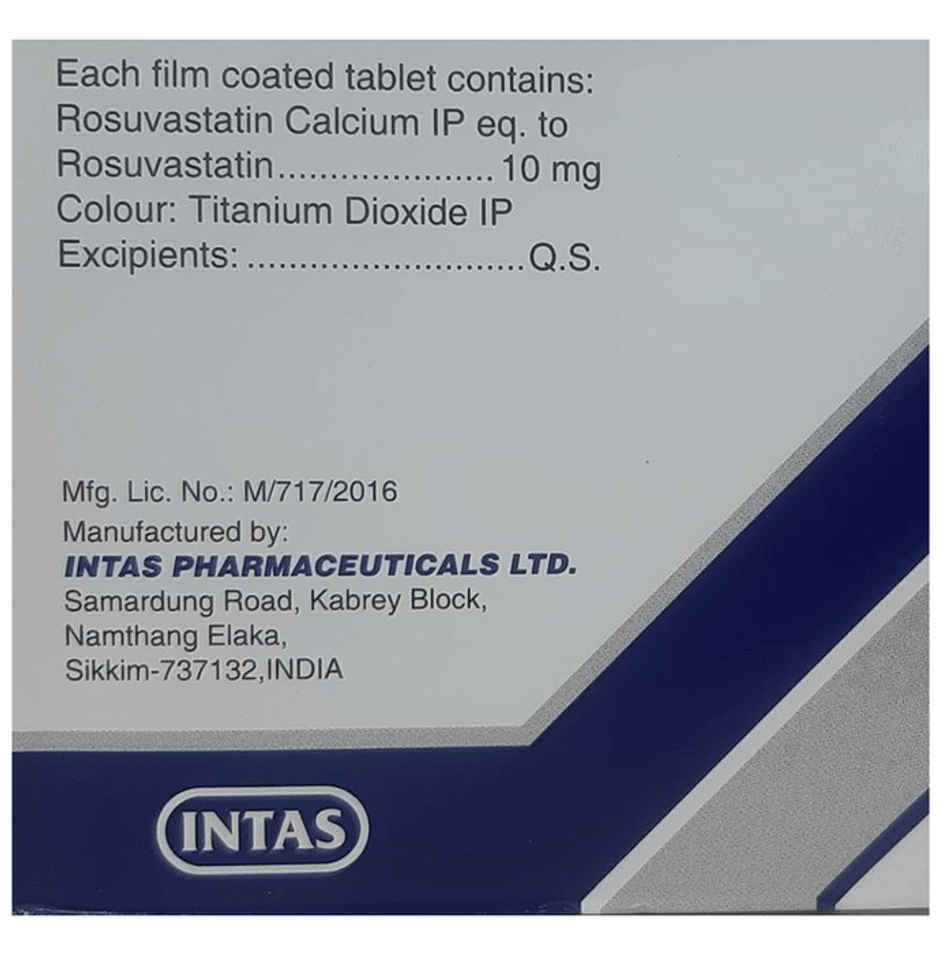 Each film coated tablet contains:
Rosuvastatin Calcium IP eq. to
Rosuvastatin..................... 10 mg
Colour: Titanium Dioxide IP
Excipients: ...........................Q.S.
Mfg. Lic. No.: M/717/2016
Manufactured by:
INTAS PHARMACEUTICALS LTD.
Samardung Road, Kabrey Block,
Namthang Elaka,
Sikkim-737132,INDIA
INTAS